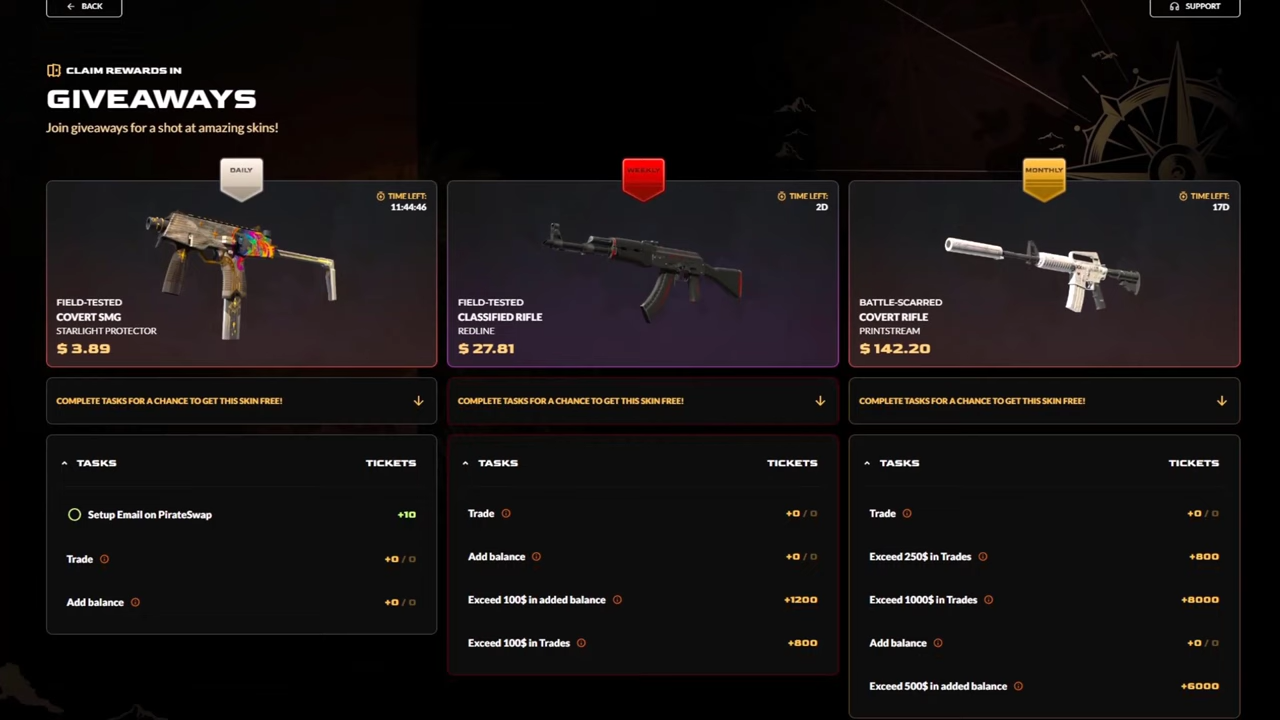 BACK
SUPPORT
CLAIM REWARDS IN
GIVEAWAYS
Join giveaways for a shot at amazing skins!
DAILY
TIME LEFT:
11:44:46
FIELD-TESTED
COVERT SMG
STARLIGHT PROTECTOR
$ 3.89
COMPLETE TASKS FOR A CHANCE TO GET THIS SKIN FREE!
TASKS
TICKETS
Setup Email on PirateSwap
+10
Trade
+0 / 0
Add balance
+0 / 0
WEEKLY
TIME LEFT:
2D
FIELD-TESTED
CLASSIFIED RIFLE
REDLINE
$ 27.81
COMPLETE TASKS FOR A CHANCE TO GET THIS SKIN FREE!
TASKS
TICKETS
Trade
+0 / 0
Add balance
+0 / 0
Exceed 100$ in added balance
+1200
Exceed 100$ in Trades
+800
MONTHLY
TIME LEFT:
17D
BATTLE-SCARRED
COVERT RIFLE
PRINTSTREAM
$ 142.20
COMPLETE TASKS FOR A CHANCE TO GET THIS SKIN FREE!
TASKS
TICKETS
Trade
+0 / 0
Exceed 250$ in Trades
+800
Exceed 1000$ in Trades
+8000
Add balance
+0 / 0
Exceed 500$ in added balance
+6000